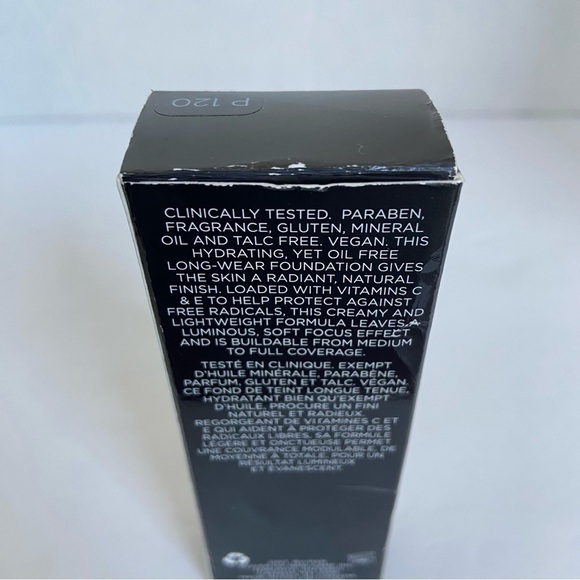 P 120
CLINICALLY TESTED. PARABEN,
FRAGRANCE, GLUTEN, MINERAL
OIL AND TALC FREE. VEGAN. THIS
HYDRATING, YET OIL FREE
LONG-WEAR FOUNDATION GIVES
THE SKIN A RADIANT, NATURAL
FINISH. LOADED WITH VITAMINS C
& E TO HELP PROTECT AGAINST
FREE RADICALS, THIS CREAMY AND
LIGHTWEIGHT FORMULA LEAVES A
LUMINOUS, SOFT FOCUS EFFECT
AND IS BUILDABLE FROM MEDIUM
TO FULL COVERAGE.
TESTÉ EN CLINIQUE. EXEMPT
D'HUILE MINÉRALE, PARABÈNE,
PARFUM, GLUTEN ET TALC. VÉGAN.
CE FOND DE TEINT LONGUE TENUE,
HYDRATANT BIEN QU'EXEMPT
D'HUILE, PROCURE UN FINI
NATUREL ET RADIEUX.
REGORGEANT DE VITAMINES C ET
E QUI AIDENT À PROTÉGER DES
RADICAUX LIBRES, SA FORMULE
LÉGÈRE ET ONCTUEUSE PERMET
UNE COUVRANCE MODULABLE, DE
MOYENNE À TOTALE, POUR UN
RÉSULTAT LUMINEUX
ET ÉVANESCENT.